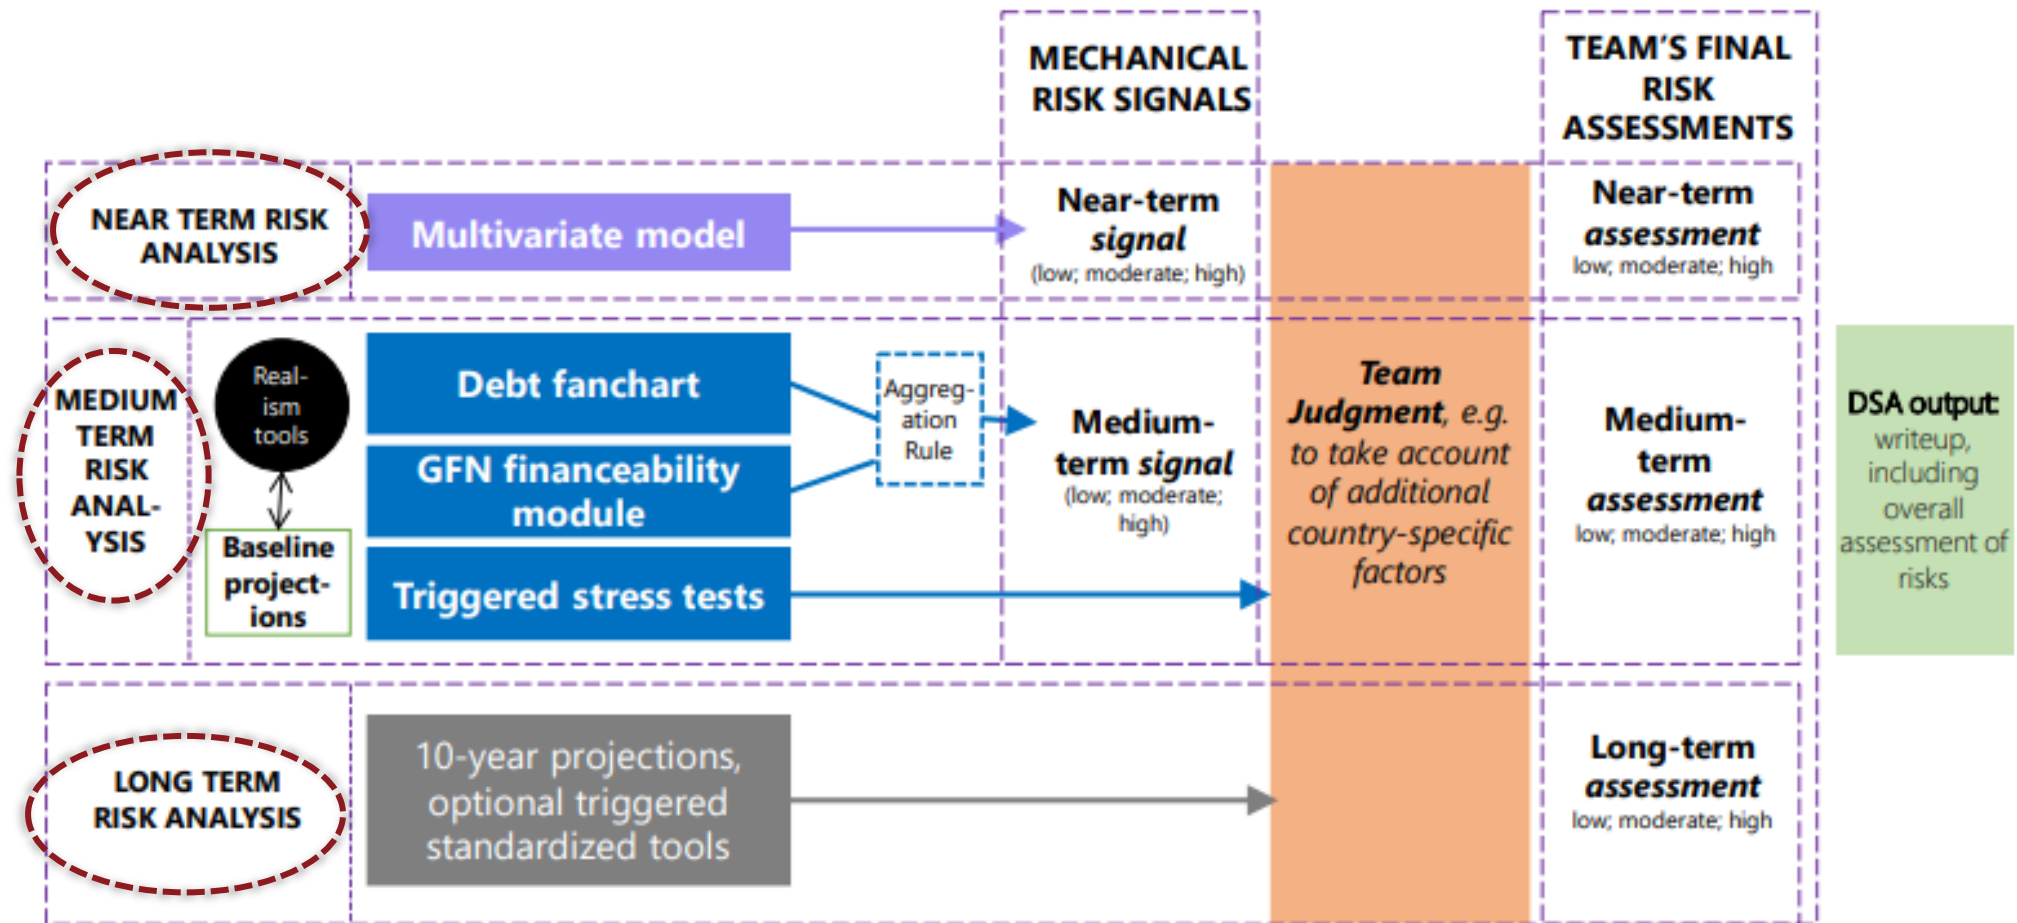 MECHANICAL
RISK SIGNALS
TEAM'S FINAL
RISK
ASSESSMENTS
NEAR TERM RISK
ANALYSIS
Multivariate model
Near-term
signal
(low; moderate; high)
Near-term
assessment
low; moderate; high
MEDIUM
TERM
RISK
ANAL-
YSIS
Real-
ism
tools
Baseline
project-
ions
Debt fanchart
GFN financeability
module
Triggered stress tests
Aggreg-
ation
Rule
Medium-
term signal
(low; moderate;
high)
Team
Judgment, e.g.
to take account
of additional
country-specific
factors
Medium-
term
assessment
low; moderate; high
DSA output:
writeup,
including
overall
assessment of
risks
LONG TERM
RISK ANALYSIS
10-year projections,
optional triggered
standardized tools
Long-term
assessment
low; moderate; high